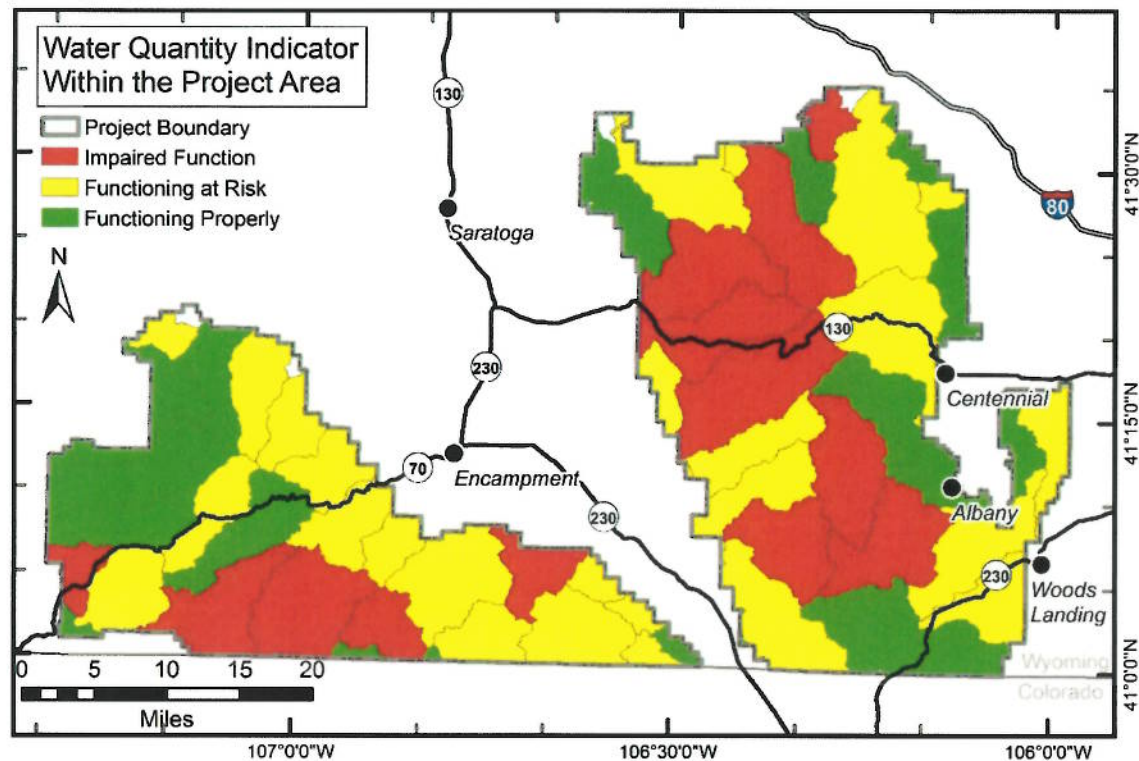 Water Quantity Indicator
Within the Project Area
Project Boundary
Impaired Function
Functioning at Risk
Functioning Properly
N
130
Saratoga
80
41°30'0"N
130
230
Centennial
41°15'0"N
70
Encampment
230
Albany
230
Woods
Landing
Wyoming
Colorado
41°0'0"N
0 5 10 15 20
Miles
107°0'0"W
106°30'0"W
106°0'0"W